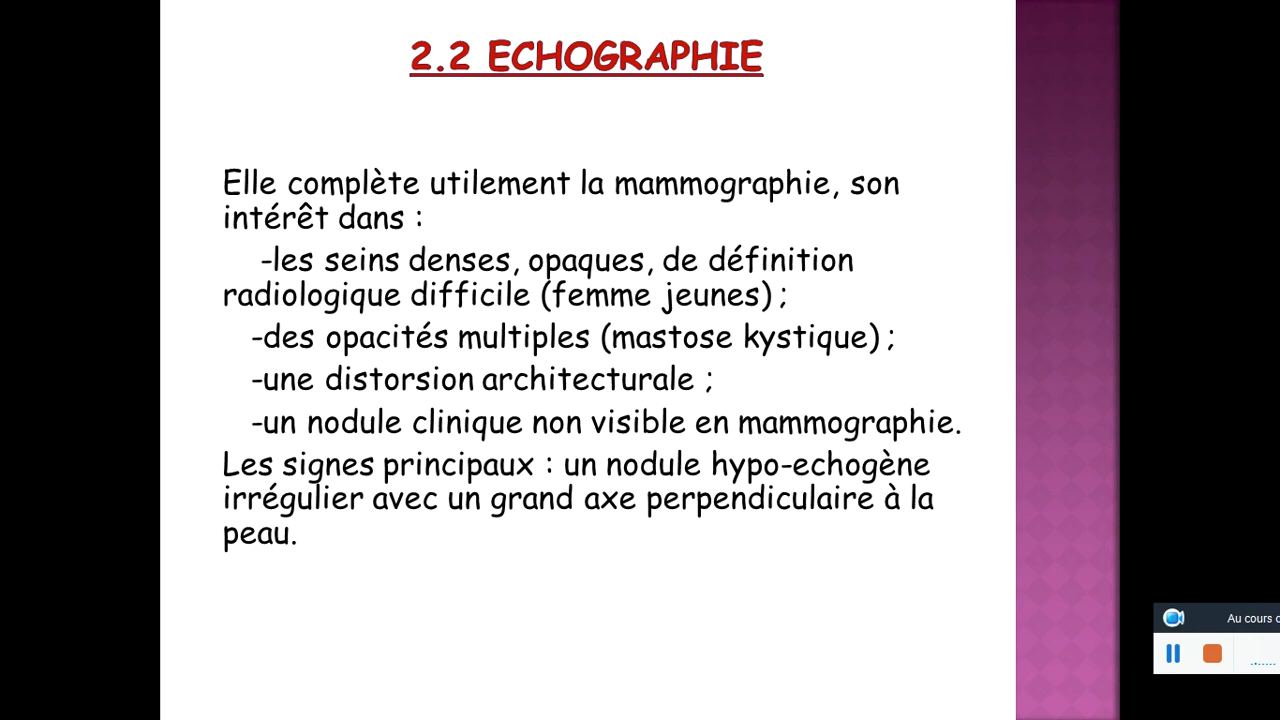 2.2 ECHOGRAPHIE
Elle complète utilement la mammographie, son
intérêt dans :
-les seins denses, opaques, de définition
radiologique difficile (femme jeunes) ;
-des opacités multiples (mastose kystique) ;
-une distorsion architecturale ;
-un nodule clinique non visible en mammographie.
Les signes principaux : un nodule hypo-echogène
irrégulier avec un grand axe perpendiculaire à la
peau.
Au cours